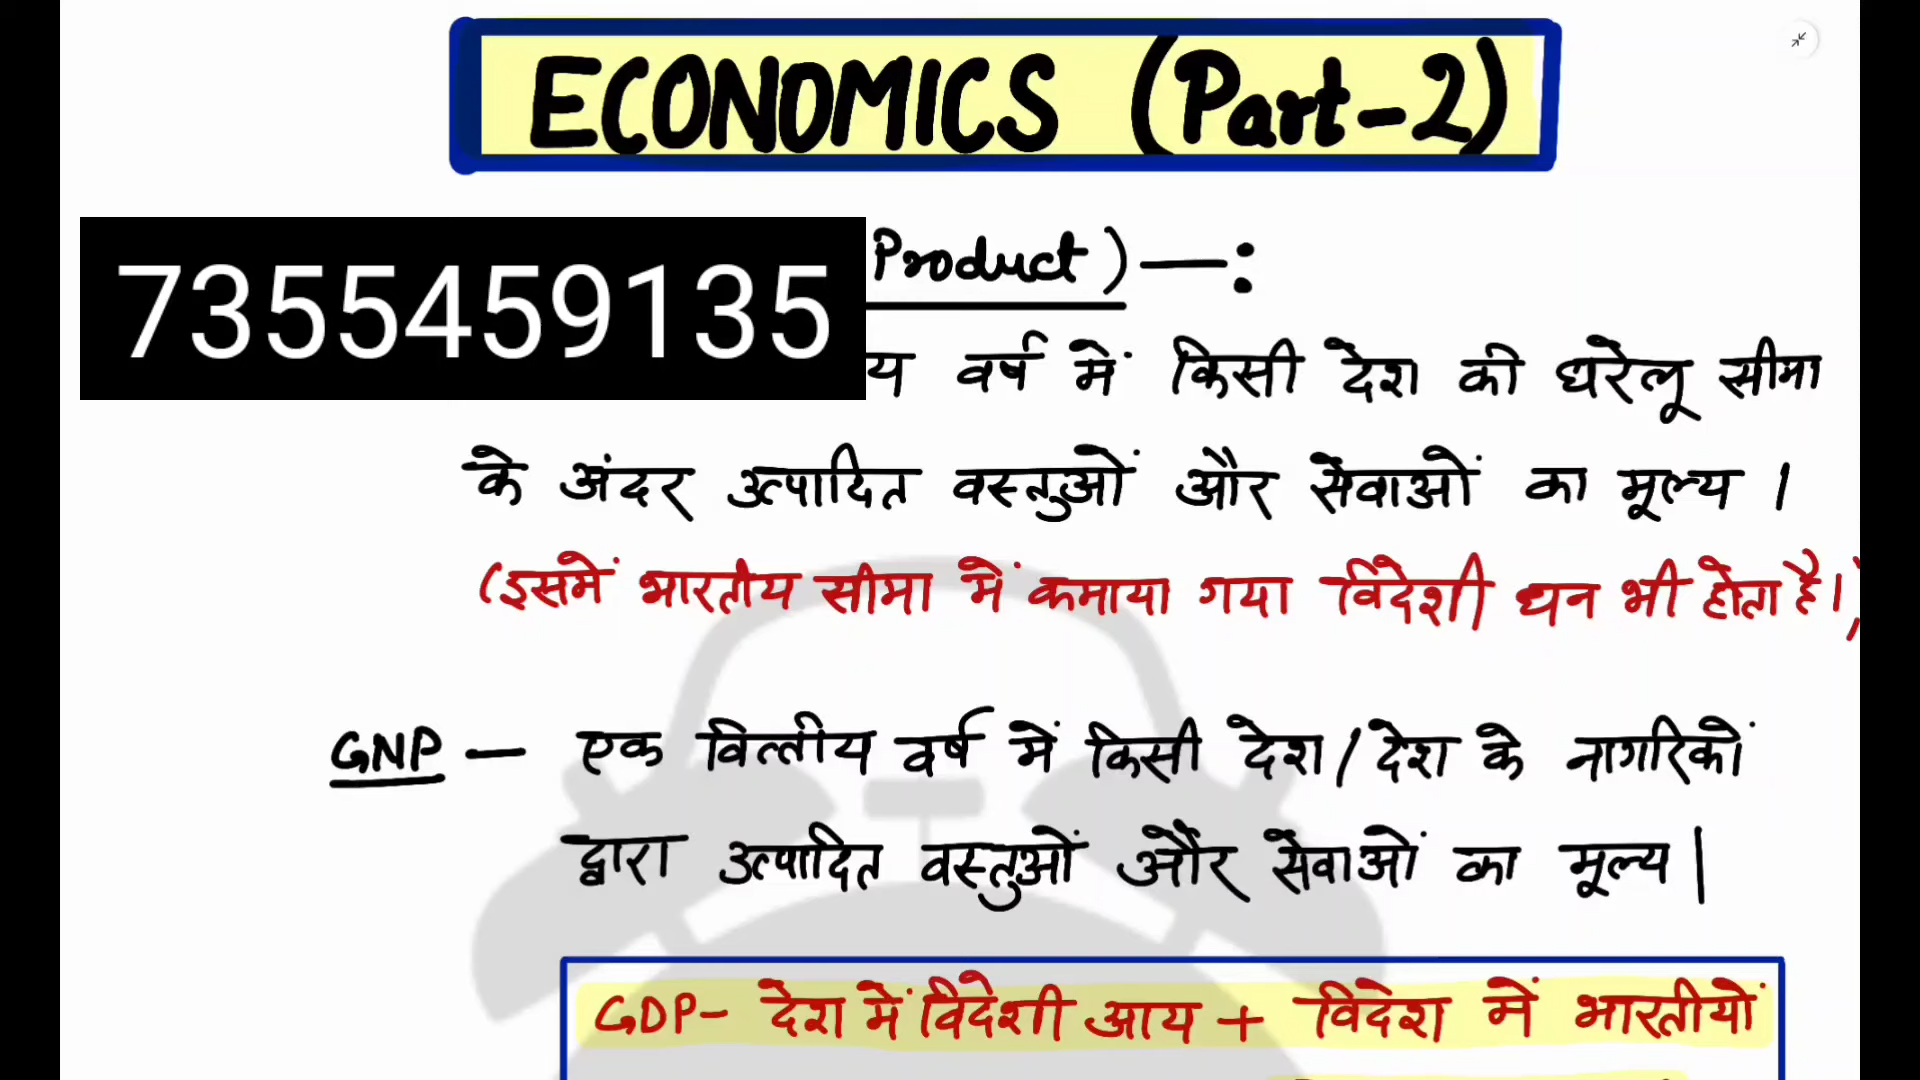 ECONOMICS (Part-2)
7355459135
Product ) —:
य वर्ष में किसी देश की घरेलू सीमा
के अंदर उत्पादित वस्तुओं और सेवाओं का मूल्य ।
(इसमें भारतीय सीमा में कमाया गया विदेशी धन भी होता है।)
GNP — एक वित्तीय वर्ष में किसी देश/देश के नागरिकों
द्वारा उत्पादित वस्तुओं और सेवाओं का मूल्य |
GDP- देश में विदेशी आय + विदेश में भारतीयों